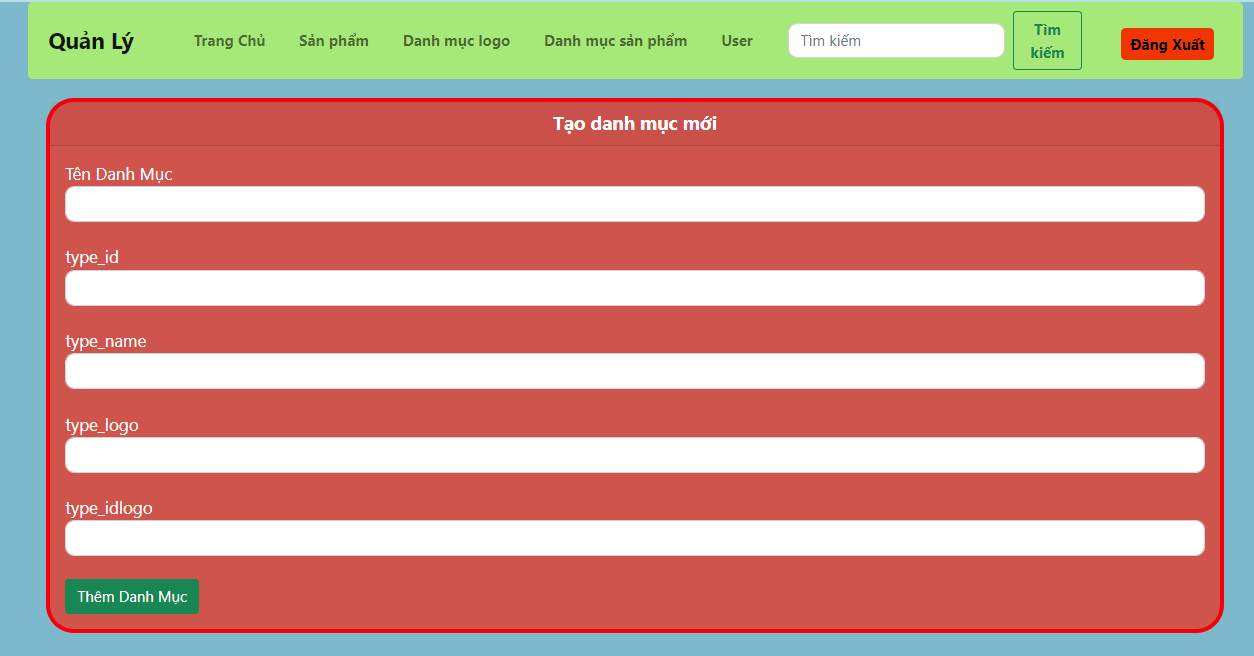 Quản Lý Trang Chủ Sản phẩm Danh mục logo Danh mục sản phẩm User Tìm kiếm Tìm kiếm Đăng Xuất
Tạo danh mục mới
Tên Danh Mục
type_id
type_name
type_logo
type_idlogo
Thêm Danh Mục